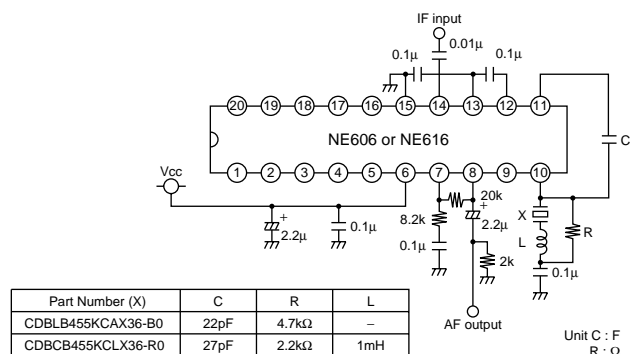 IF input
0.01μ
0.1μ
0.1μ
20 19 18 17 16 15 14 13 12 11
NE606 or NE616
C
1 2 3 4 5 6 7 8 9 10
Vcc
20k
+
2.2μ
0.1μ
8.2k
+
2.2μ
X
L
R
0.1μ
2k
0.1μ
AF output
Part Number (X) C R L
CDBLB455KCAX36-B0 22pF 4.7kΩ –
CDBCB455KCLX36-R0 27pF 2.2kΩ 1mH
Unit C : F
R : Ω